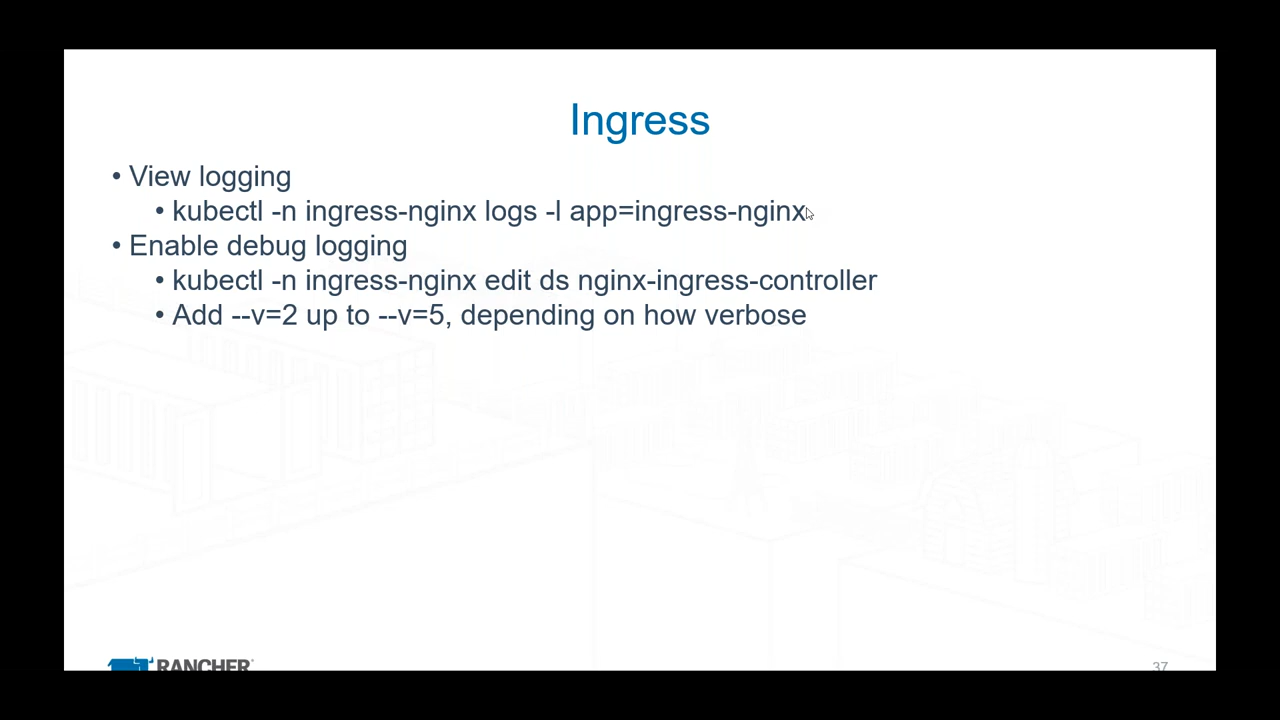 Ingress
• View logging
• kubectl -n ingress-nginx logs -l app=ingress-nginx
• Enable debug logging
• kubectl -n ingress-nginx edit ds nginx-ingress-controller
• Add --v=2 up to --v=5, depending on how verbose
RANCHER
37